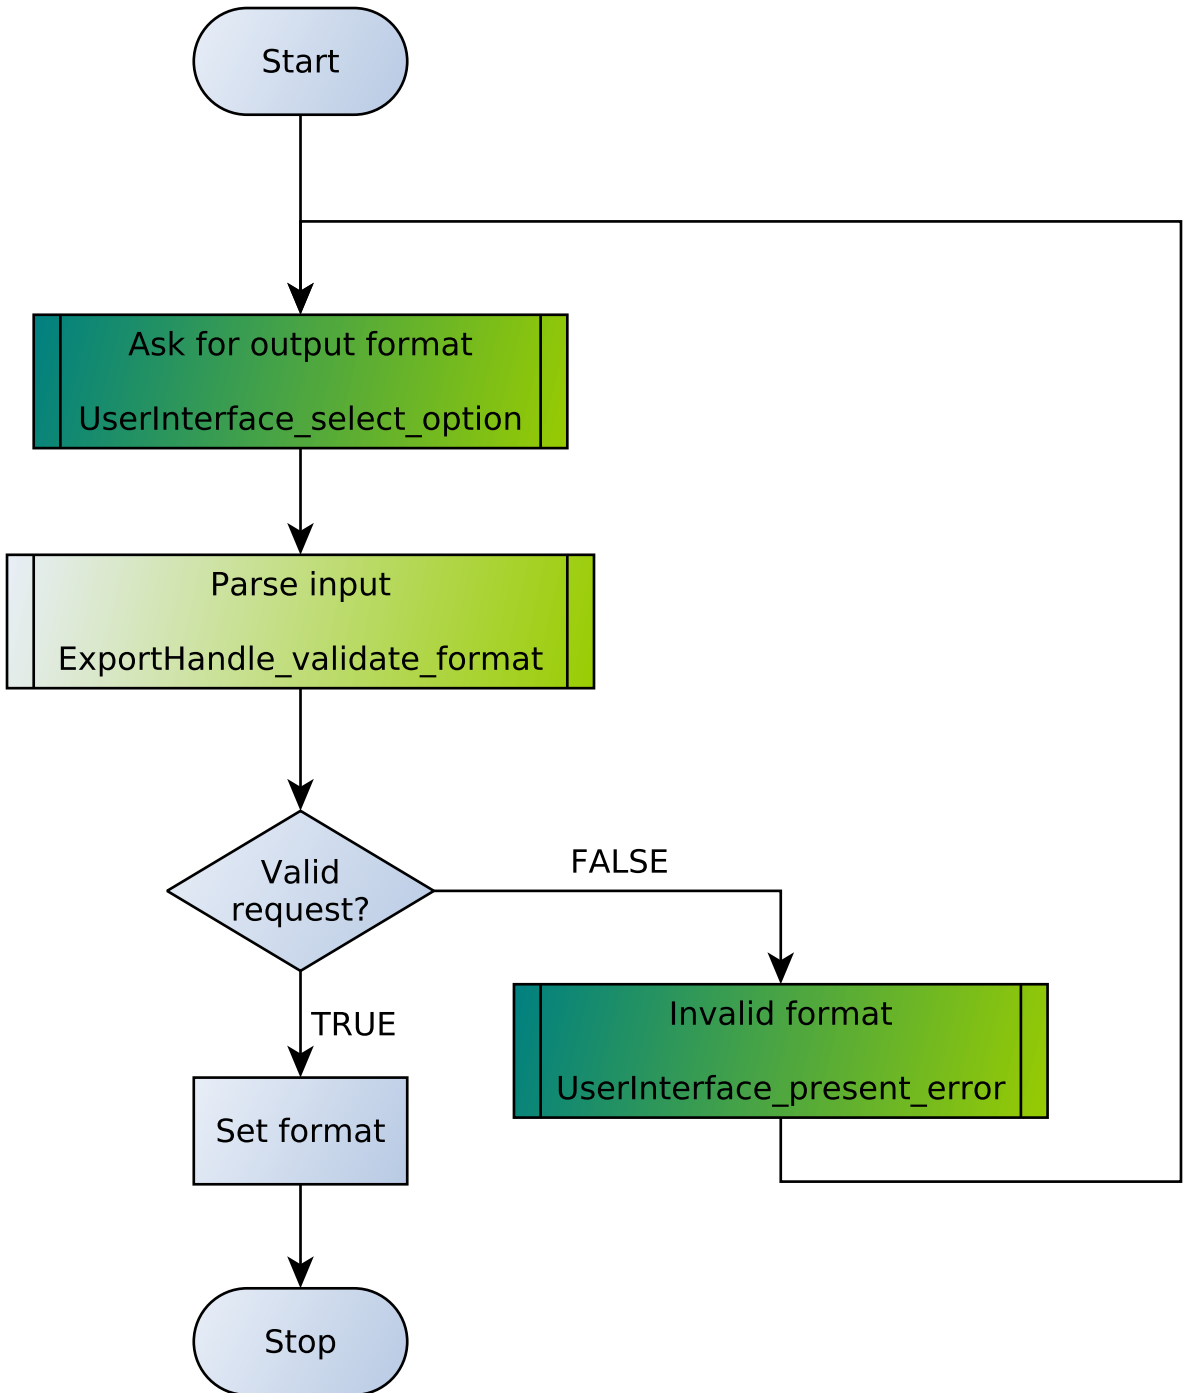 Start
Ask for output format
UserInterface_select_option
Parse input
ExportHandle_validate_format
Valid
request?
FALSE
TRUE
Invalid format
UserInterface_present_error
Set format
Stop